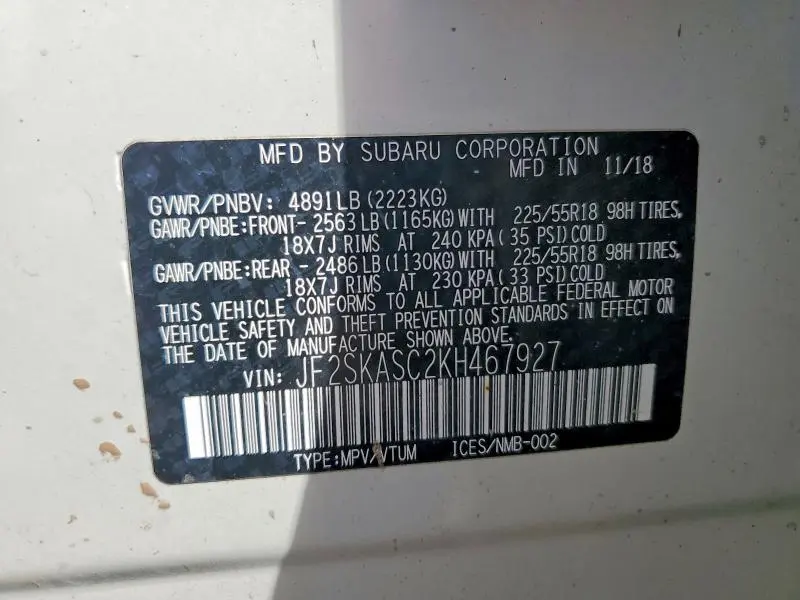 MFD BY SUBARU CORPORATION
MFD IN 11/18
GVWR/PNBV: 4891LB (2223KG)
GAWR/PNBE:FRONT- 2563 LB (1165KG) WITH 225/55R18 98H TIRES,
18X7J RIMS AT 240 KPA ( 35 PSI) COLD
GAWR/PNBE:REAR - 2486 LB (1130KG) WITH 225/55R18 98H TIRES,
18X7J RIMS AT 230 KPA ( 33 PSI) COLD
THIS VEHICLE CONFORMS TO ALL APPLICABLE FEDERAL MOTOR
VEHICLE SAFETY AND THEFT PREVENTION STANDARDS IN EFFECT ON
THE DATE OF MANUFACTURE SHOWN ABOVE.
VIN: JF2SKASC2KH467927
TYPE:MPV/VTUM ICES/NMB-002